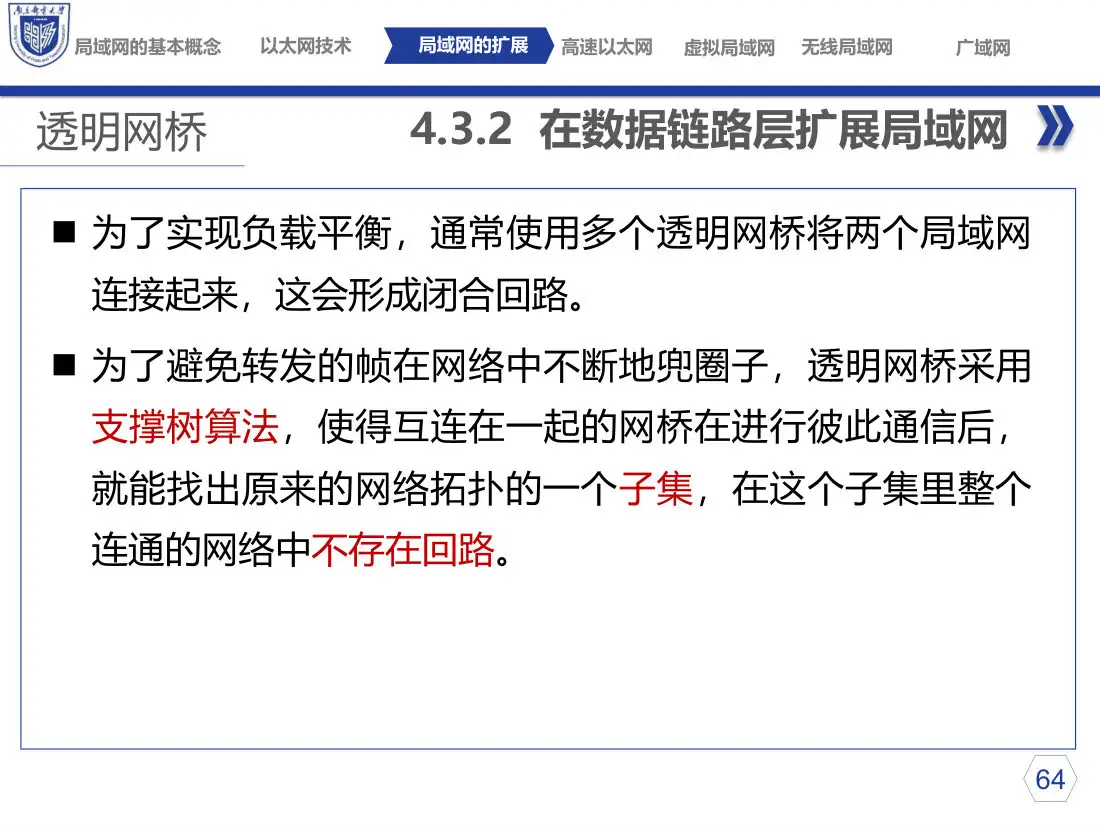 南京邮电大学
局域网的基本概念 以太网技术 局域网的扩展 高速以太网 虚拟局域网 无线局域网 广域网
透明网桥
4.3.2 在数据链路层扩展局域网
■ 为了实现负载平衡，通常使用多个透明网桥将两个局域网
连接起来，这会形成闭合回路。
■ 为了避免转发的帧在网络中不断地兜圈子，透明网桥采用
支撑树算法，使得互连在一起的网桥在进行彼此通信后，
就能找出原来的网络拓扑的一个子集，在这个子集里整个
连通的网络中不存在回路。
64